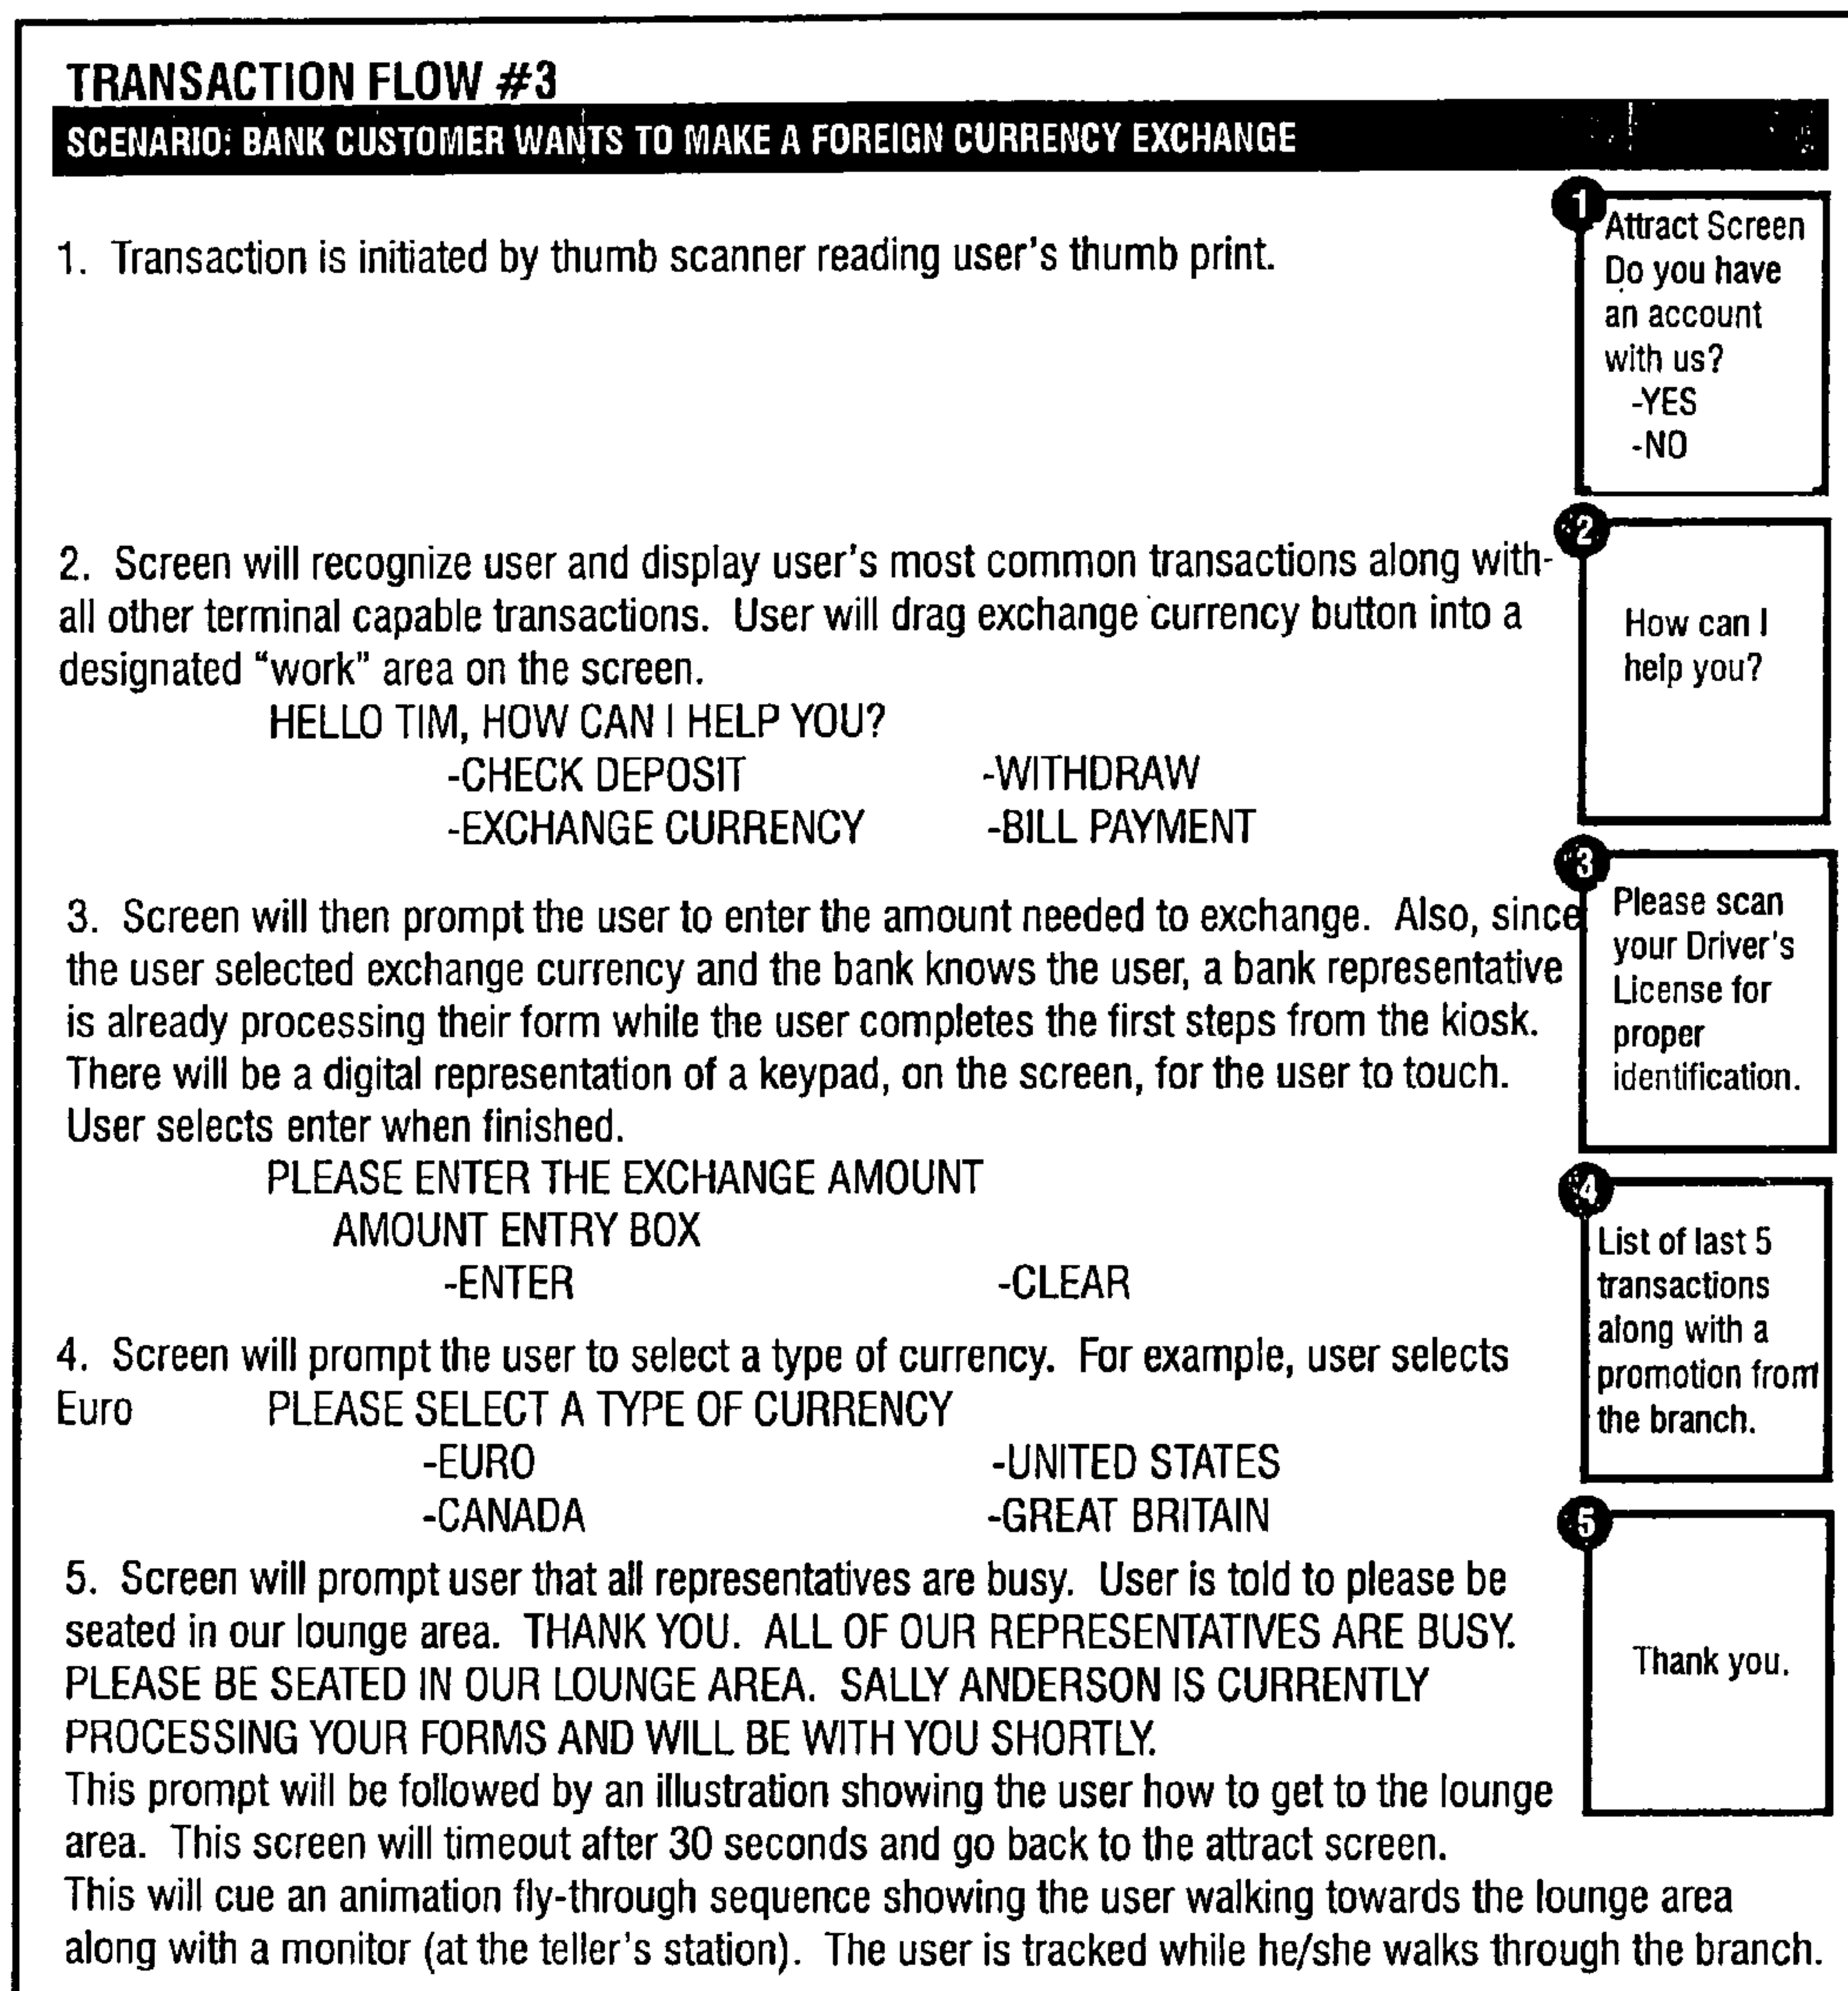 TRANSACTION FLOW #3
SCENARIO: BANK CUSTOMER WANTS TO MAKE A FOREIGN CURRENCY EXCHANGE
1. Transaction is initiated by thumb scanner reading user's thumb print.
1
Attract Screen
Do you have
an account
with us?
-YES
-NO
2. Screen will recognize user and display user's most common transactions along with-
all other terminal capable transactions. User will drag exchange currency button into a
designated “work” area on the screen.
HELLO TIM, HOW CAN I HELP YOU?
-CHECK DEPOSIT -WITHDRAW
-EXCHANGE CURRENCY -BILL PAYMENT
2
How can I
help you?
3. Screen will then prompt the user to enter the amount needed to exchange. Also, since
the user selected exchange currency and the bank knows the user, a bank representative
is already processing their form while the user completes the first steps from the kiosk.
There will be a digital representation of a keypad, on the screen, for the user to touch.
User selects enter when finished.
PLEASE ENTER THE EXCHANGE AMOUNT
AMOUNT ENTRY BOX
-ENTER -CLEAR
3
Please scan
your Driver's
License for
proper
identification.
4. Screen will prompt the user to select a type of currency. For example, user selects
Euro PLEASE SELECT A TYPE OF CURRENCY
-EURO -UNITED STATES
-CANADA -GREAT BRITAIN
4
List of last 5
transactions
along with a
promotion from
the branch.
5. Screen will prompt user that all representatives are busy. User is told to please be
seated in our lounge area. THANK YOU. ALL OF OUR REPRESENTATIVES ARE BUSY.
PLEASE BE SEATED IN OUR LOUNGE AREA. SALLY ANDERSON IS CURRENTLY
PROCESSING YOUR FORMS AND WILL BE WITH YOU SHORTLY.
This prompt will be followed by an illustration showing the user how to get to the lounge
area. This screen will timeout after 30 seconds and go back to the attract screen.
This will cue an animation fly-through sequence showing the user walking towards the lounge area
along with a monitor (at the teller's station). The user is tracked while he/she walks through the branch.
5
Thank you.